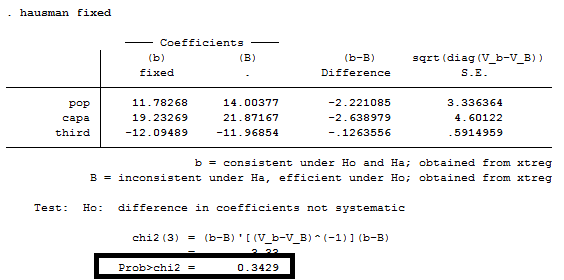 . hausman fixed
Coefficients
(b) (B) (b-B) sqrt(diag(V_b-V_B))
fixed . Difference S.E.
pop 11.78268 14.00377 -2.221085 3.336364
capa 19.23269 21.87167 -2.638979 4.60122
third -12.09489 -11.96854 -.1263556 .5914959
b = consistent under Ho and Ha; obtained from xtreg
B = inconsistent under Ha, efficient under Ho; obtained from xtreg
Test: Ho: difference in coefficients not systematic
chi2(3) = (b-B)'[(V_b-V_B)^(-1)](b-B)
=
Prob>chi2 = 0.3429